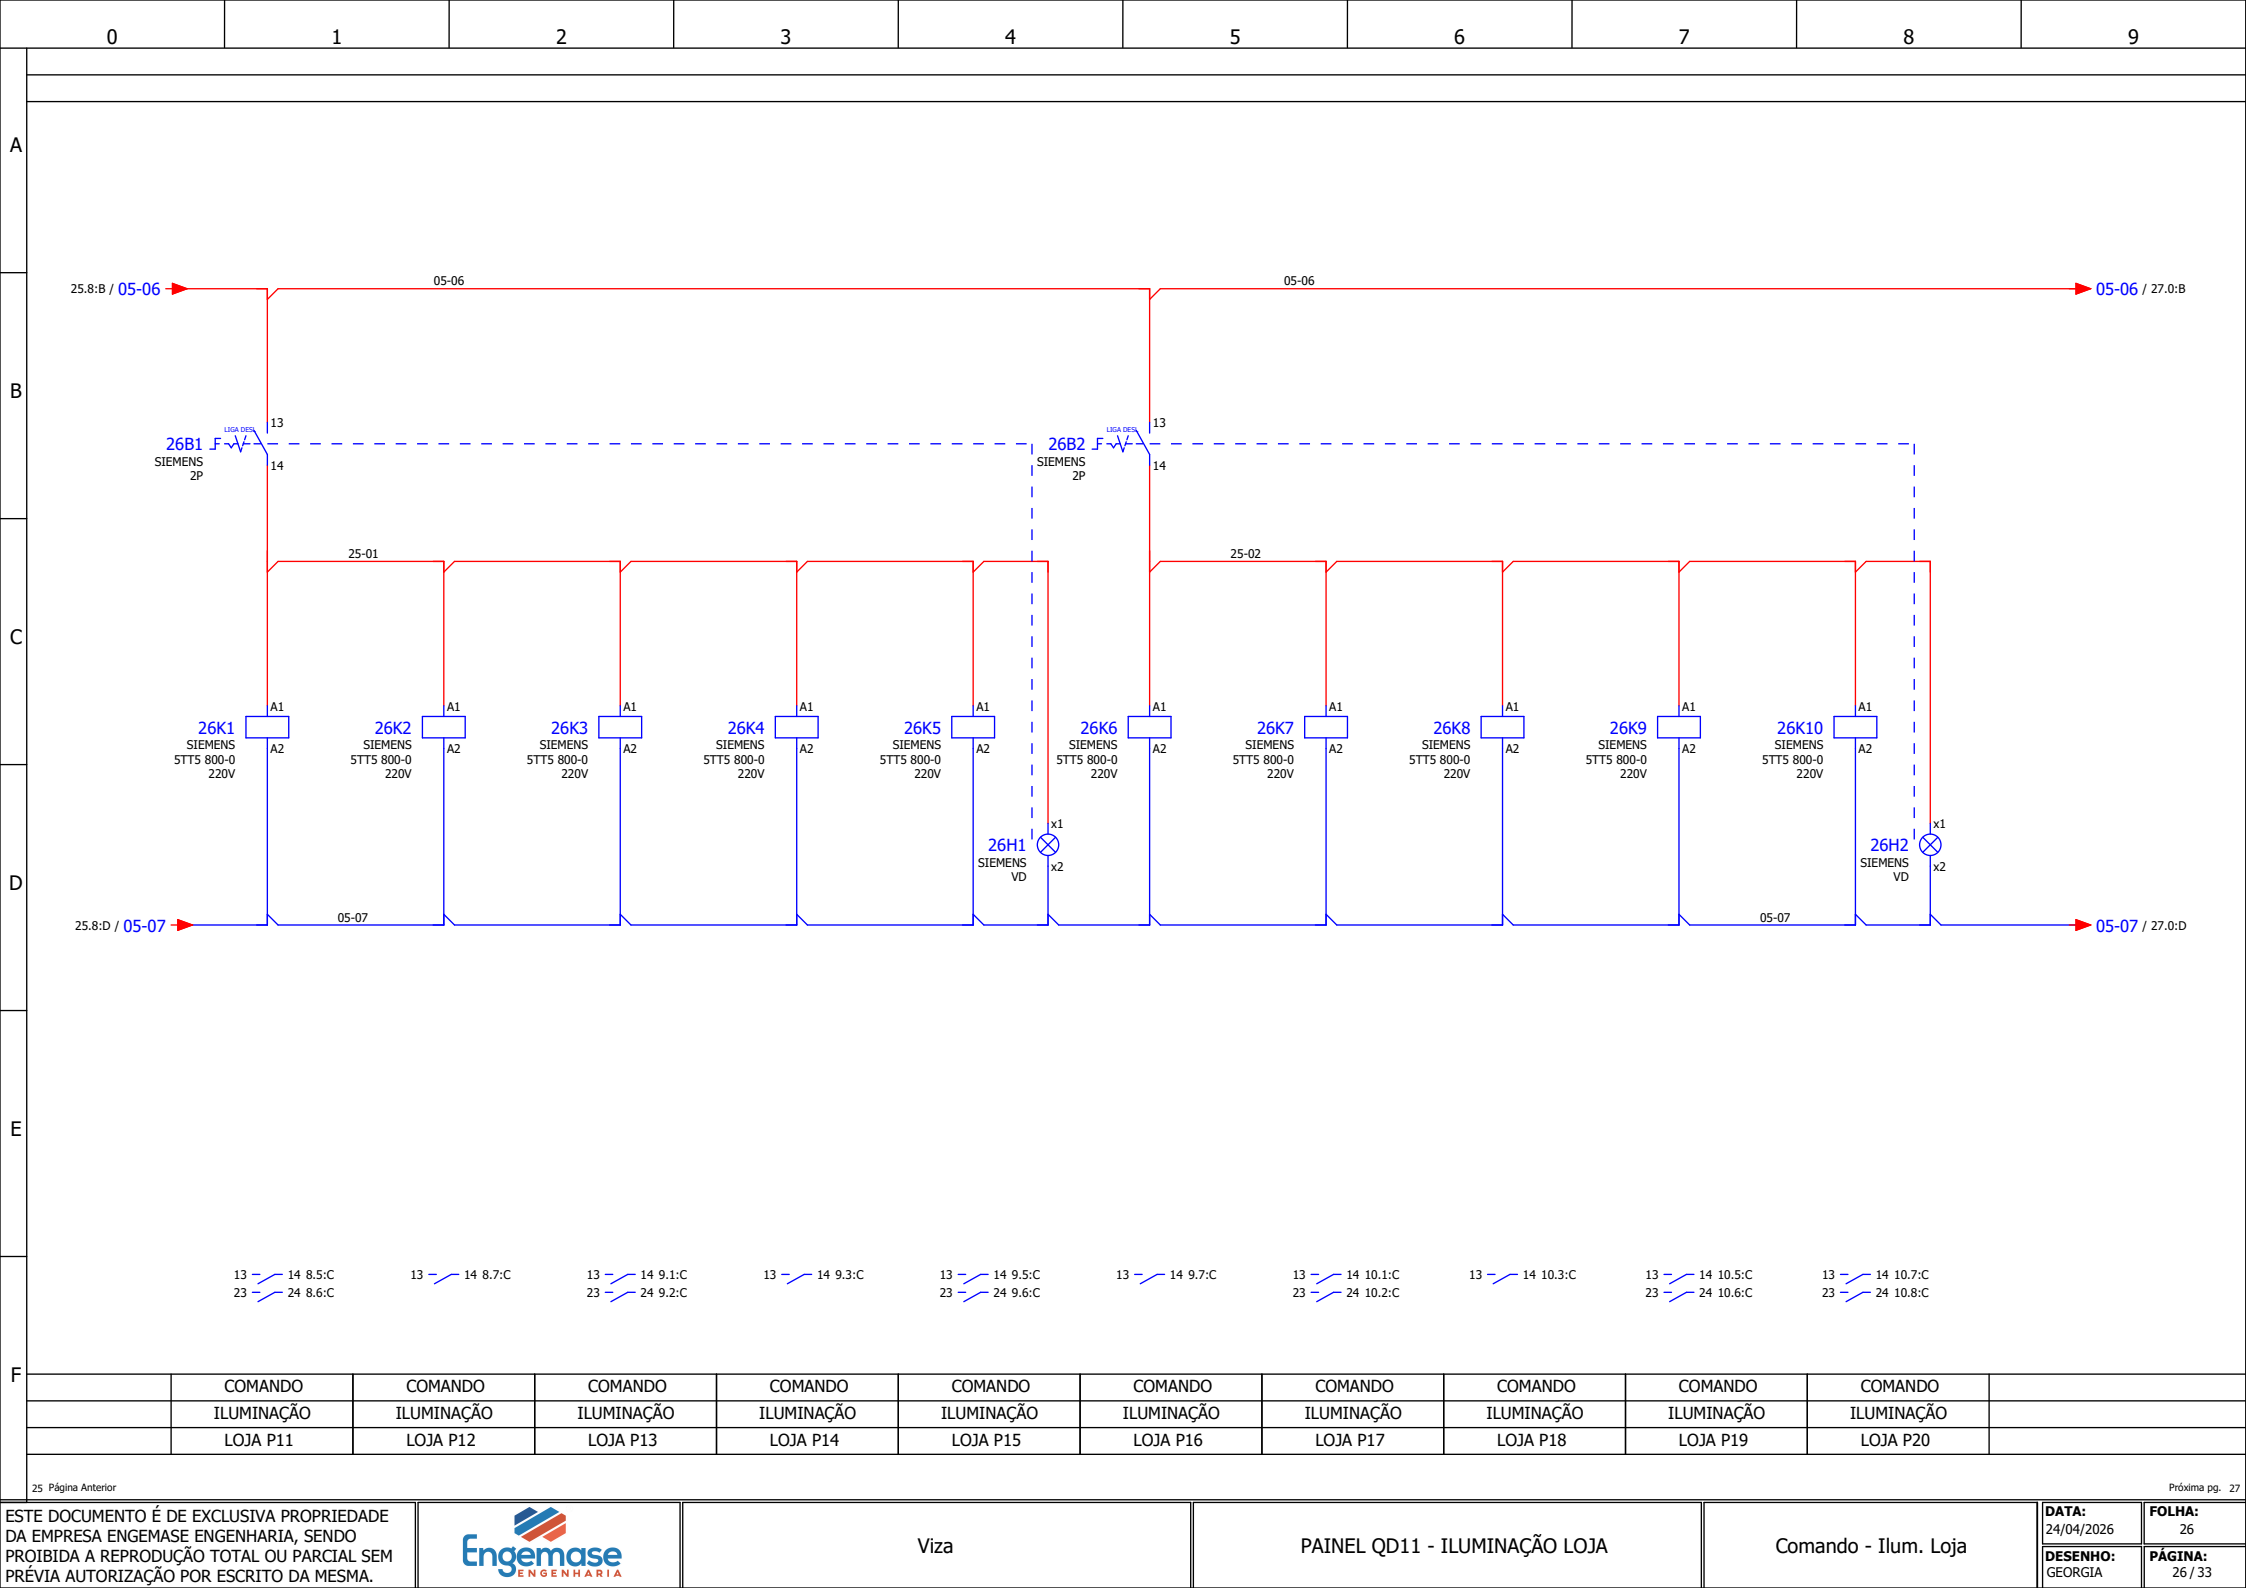 0 1 2 3 4 5 6 7 8 9
A
25.8:B / 05-06 05-06 05-06 05-06 / 27.0:B
B
13 13
LIGA DESL LIGA DESL
26B1 26B2
SIEMENS SIEMENS
2P 2P
14 14
25-01 25-02
C
A1 A1 A1 A1 A1 A1 A1 A1 A1 A1
26K1 26K2 26K3 26K4 26K5 26K6 26K7 26K8 26K9 26K10
SIEMENS SIEMENS SIEMENS SIEMENS SIEMENS SIEMENS SIEMENS SIEMENS SIEMENS SIEMENS
A2 A2 A2 A2 A2 A2 A2 A2 A2 A2
5TT5 800-0 5TT5 800-0 5TT5 800-0 5TT5 800-0 5TT5 800-0 5TT5 800-0 5TT5 800-0 5TT5 800-0 5TT5 800-0 5TT5 800-0
220V 220V 220V 220V 220V 220V 220V 220V 220V 220V
x1 x1
26H1 26H2
SIEMENS SIEMENS
VD VD
x2 x2
D
25.8:D / 05-07 05-07 05-07 05-07 / 27.0:D
E
13 14 8.5:C 13 14 8.7:C 13 14 9.1:C 13 14 9.3:C 13 14 9.5:C 13 14 9.7:C 13 14 10.1:C 13 14 10.3:C 13 14 10.5:C 13 14 10.7:C
23 24 8.6:C 23 24 9.2:C 23 24 9.6:C 23 24 10.2:C 23 24 10.6:C 23 24 10.8:C
F
COMANDO COMANDO COMANDO COMANDO COMANDO COMANDO COMANDO COMANDO COMANDO COMANDO
ILUMINAÇÃO ILUMINAÇÃO ILUMINAÇÃO ILUMINAÇÃO ILUMINAÇÃO ILUMINAÇÃO ILUMINAÇÃO ILUMINAÇÃO ILUMINAÇÃO ILUMINAÇÃO
LOJA P11 LOJA P12 LOJA P13 LOJA P14 LOJA P15 LOJA P16 LOJA P17 LOJA P18 LOJA P19 LOJA P20
25 Página Anterior Próxima pg. 27
ESTE DOCUMENTO É DE EXCLUSIVA PROPRIEDADE
DA EMPRESA ENGEMASE ENGENHARIA, SENDO
PROIBIDA A REPRODUÇÃO TOTAL OU PARCIAL SEM
PRÉVIA AUTORIZAÇÃO POR ESCRITO DA MESMA.
Engemase
ENGENHARIA
Viza
PAINEL QD11 - ILUMINAÇÃO LOJA
Comando - Ilum. Loja
DATA:
24/04/2026
FOLHA:
26
DESENHO:
GEORGIA
PÁGINA:
26 / 33